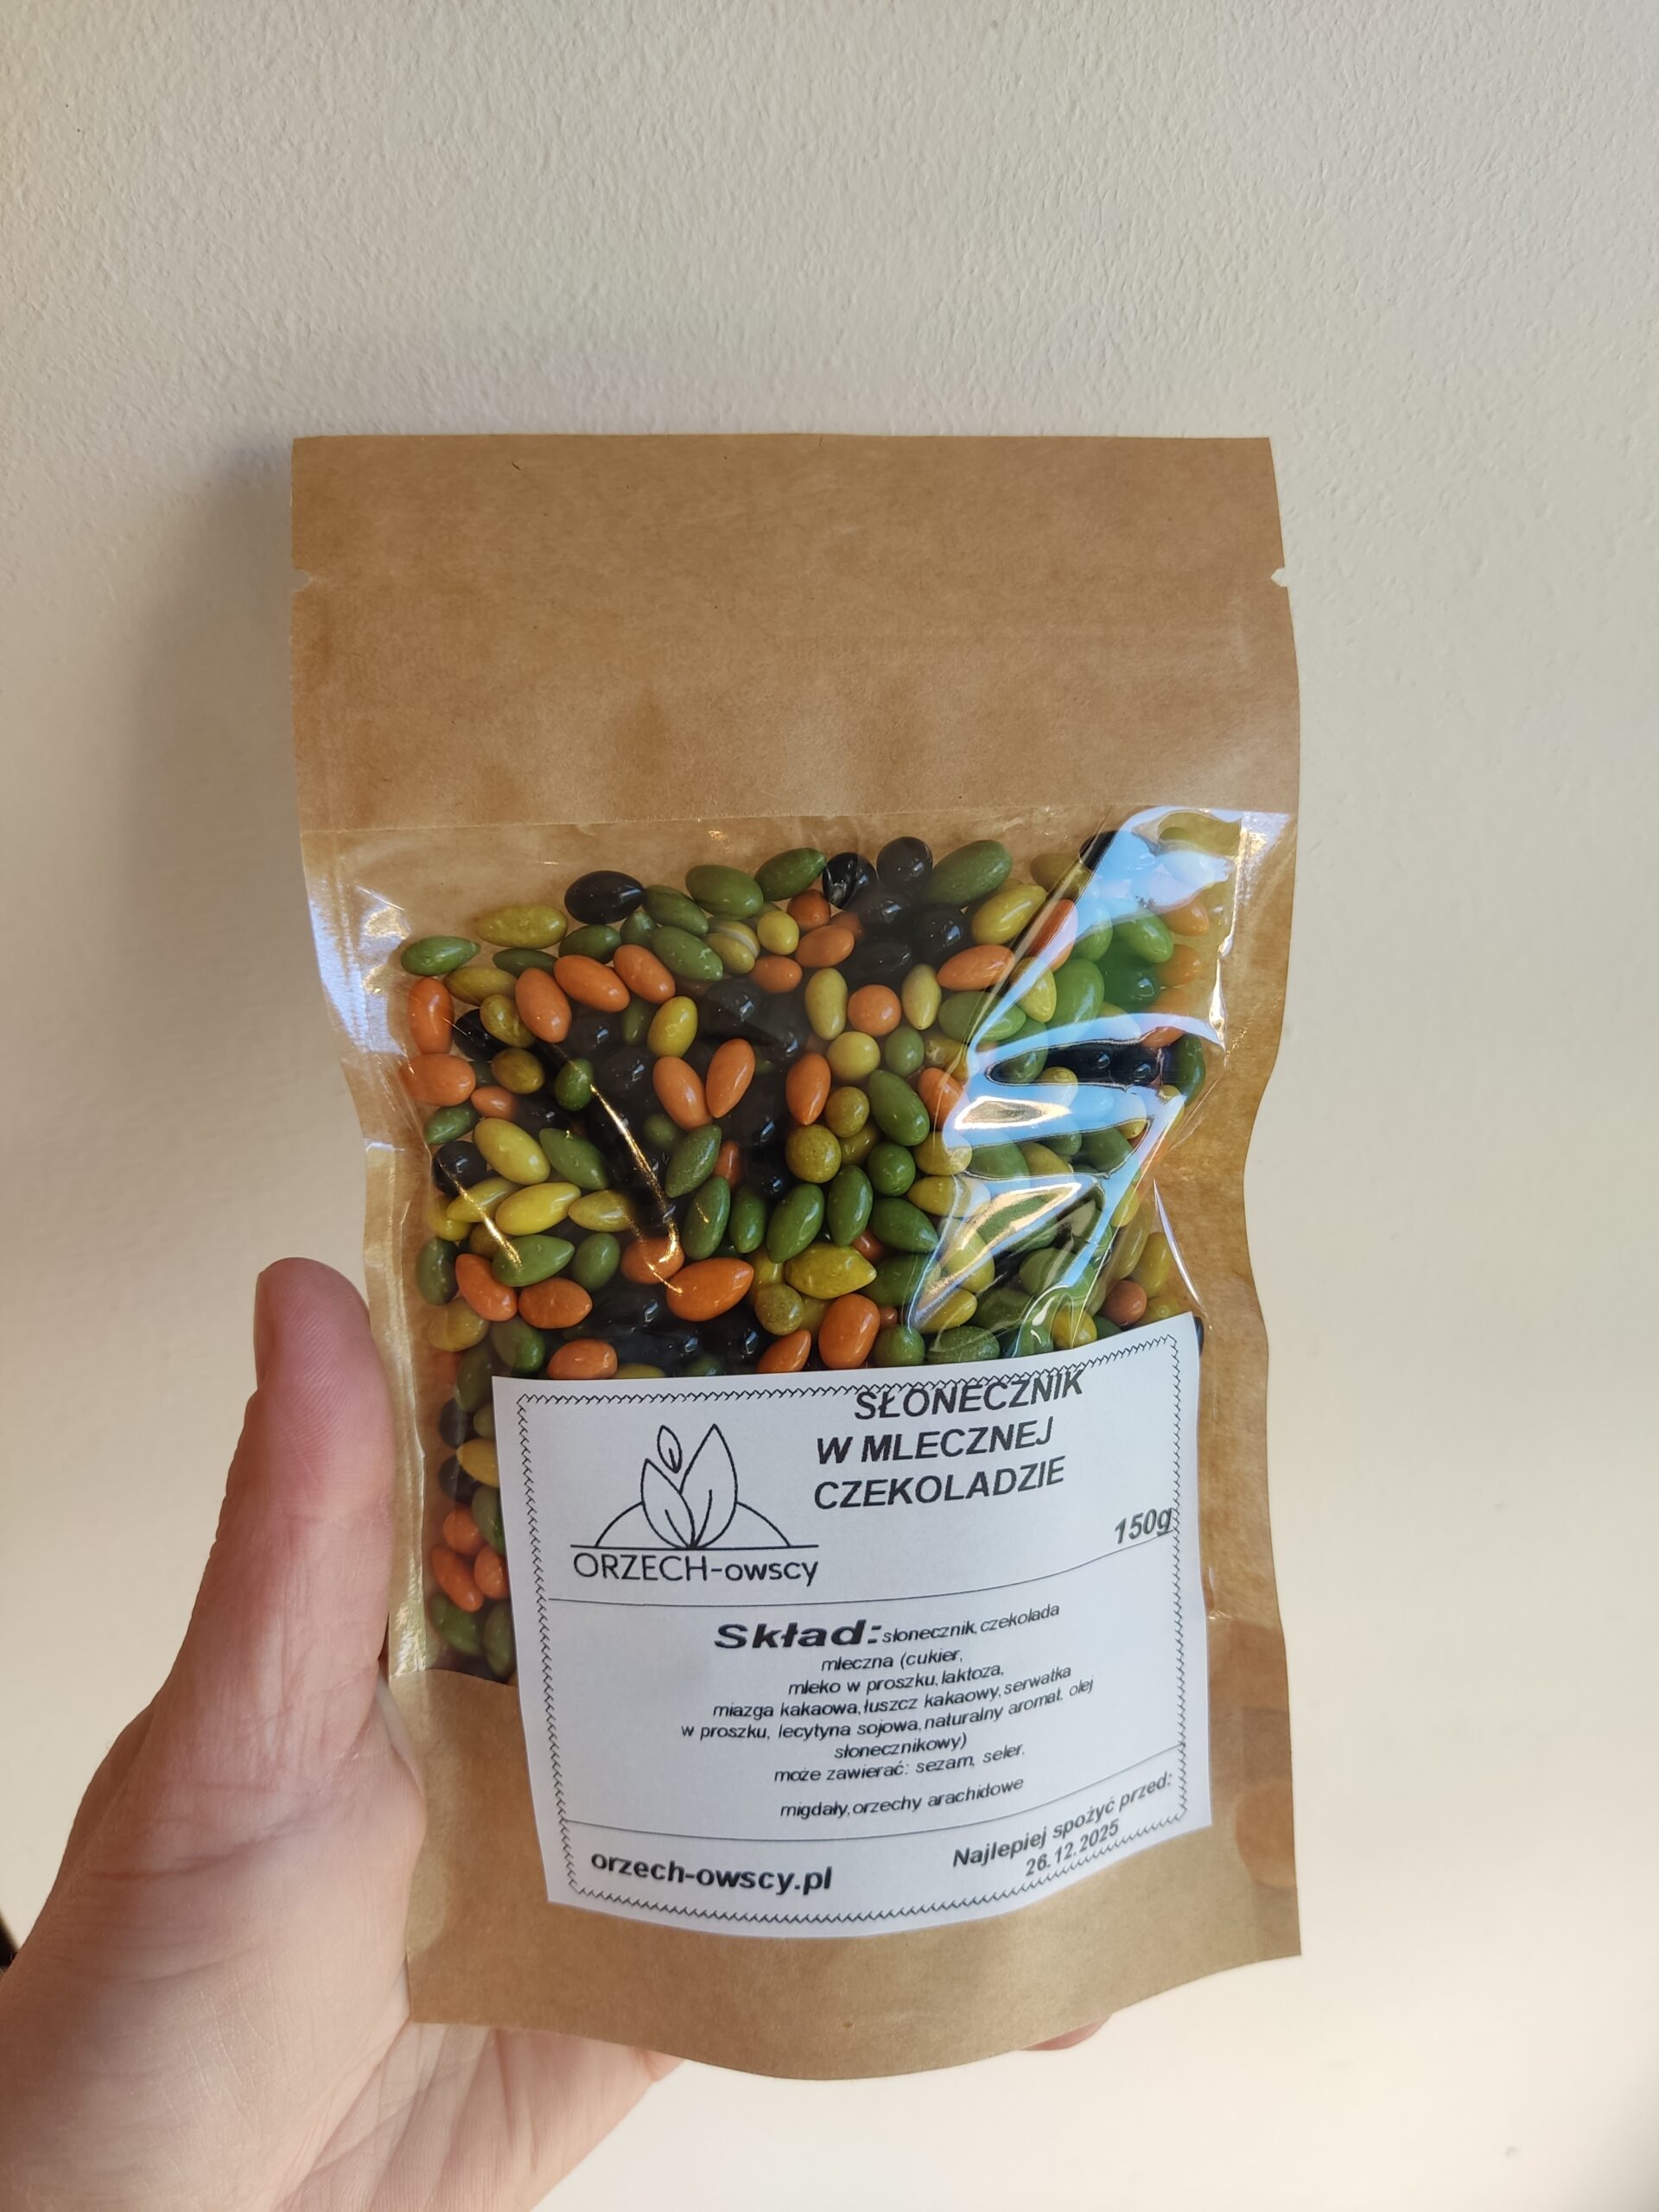 SŁONECZNIK
W MLECZNEJ
CZEKOLADZIE
150g
ORZECH-owscy
Skład: słonecznik, czekolada
mleczna (cukier,
mleko w proszku, laktoza,
miazga kakaowa, łuszcz kakaowy, serwatka
w proszku, lecytyna sojowa, naturalny aromat, olej
słonecznikowy)
może zawierać: sezam, seler,
migdały, orzechy arachidowe
orzech-owscy.pl
Najlepiej spożyć przed:
26.12.2025